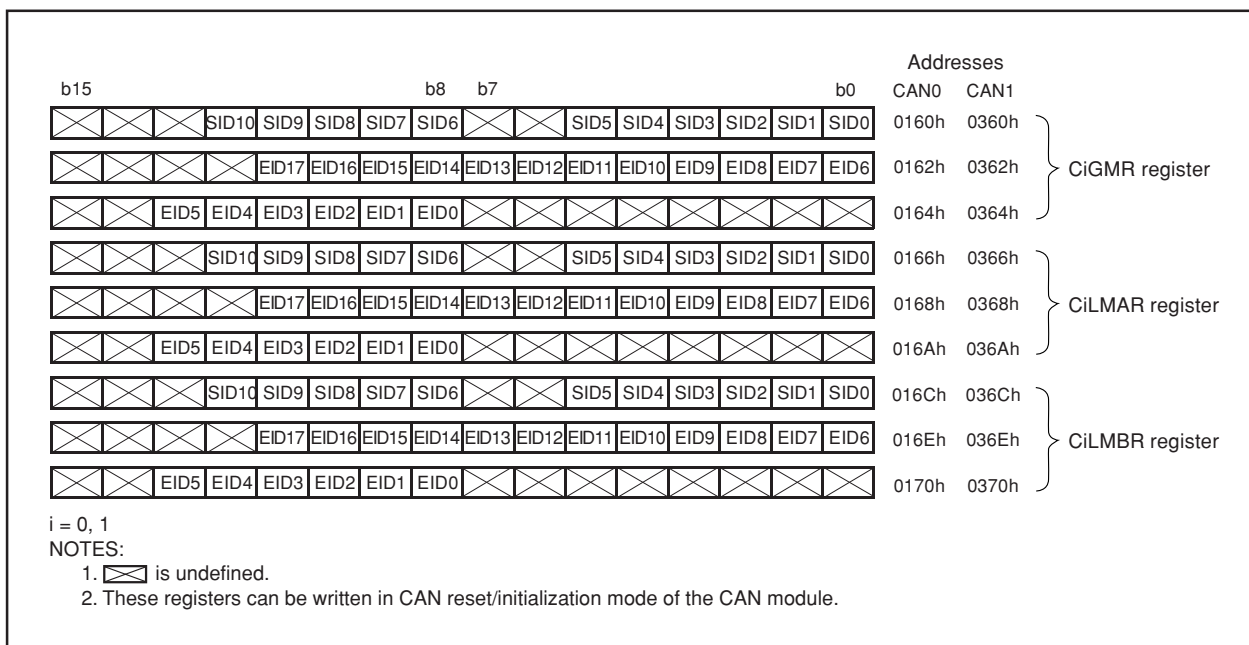 Addresses
b15 b8 b7 b0 CAN0 CAN1
SID10 SID9 SID8 SID7 SID6 SID5 SID4 SID3 SID2 SID1 SID0 0160h 0360h
EID17 EID16 EID15 EID14 EID13 EID12 EID11 EID10 EID9 EID8 EID7 EID6 0162h 0362h CiGMR register
EID5 EID4 EID3 EID2 EID1 EID0 0164h 0364h
SID10 SID9 SID8 SID7 SID6 SID5 SID4 SID3 SID2 SID1 SID0 0166h 0366h
EID17 EID16 EID15 EID14 EID13 EID12 EID11 EID10 EID9 EID8 EID7 EID6 0168h 0368h CiLMAR register
EID5 EID4 EID3 EID2 EID1 EID0 016Ah 036Ah
SID10 SID9 SID8 SID7 SID6 SID5 SID4 SID3 SID2 SID1 SID0 016Ch 036Ch
EID17 EID16 EID15 EID14 EID13 EID12 EID11 EID10 EID9 EID8 EID7 EID6 016Eh 036Eh CiLMBR register
EID5 EID4 EID3 EID2 EID1 EID0 0170h 0370h
i = 0, 1
NOTES:
1. is undefined.
2. These registers can be written in CAN reset/initialization mode of the CAN module.